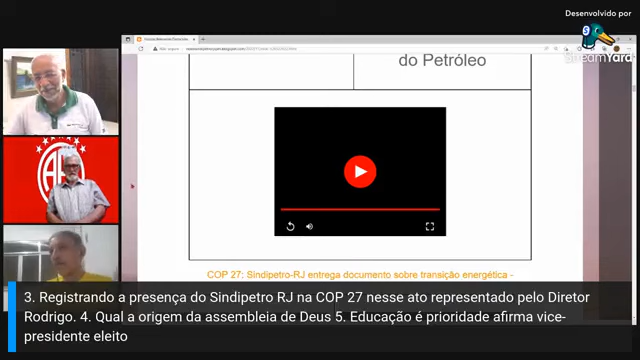 Desenvolvido por
StreamYard
do Petróleo
COP 27: Sindipetro-RJ entrega documento sobre transição energética -
3. Registrando a presença do Sindipetro RJ na COP 27 nesse ato representado pelo Diretor
Rodrigo. 4. Qual a origem da assembleia de Deus 5. Educação é prioridade afirma vice-
presidente eleito